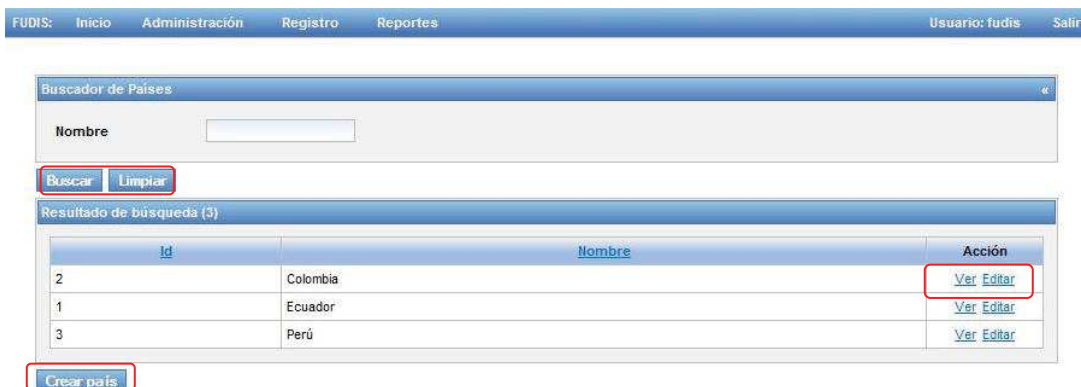 FUDIS: Inicio Administración Registro Reportes Usuario: fudis Salir
Buscador de Países «
Nombre
Buscar Limpiar
Resultado de búsqueda (3)
Id Nombre Acción
2 Colombia Ver Editar
1 Ecuador Ver Editar
3 Perú Ver Editar
Crear país